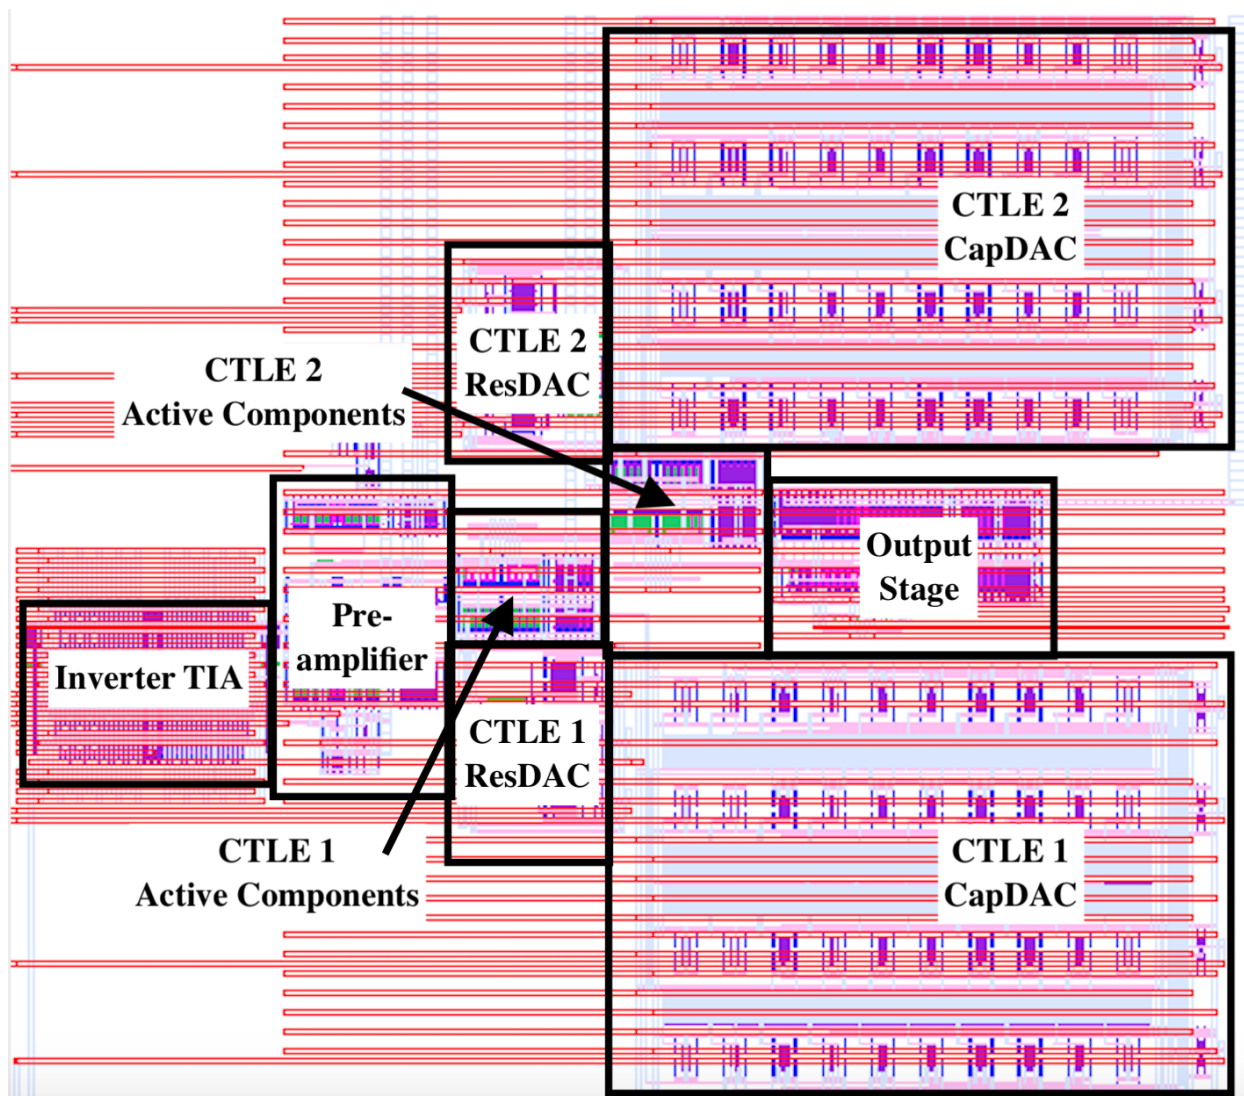 CTLE 2
CapDAC
CTLE 2
ResDAC
CTLE 2
Active Components
Output
Stage
Pre-
amplifier
Inverter TIA
CTLE 1
ResDAC
CTLE 1
Active Components
CTLE 1
CapDAC